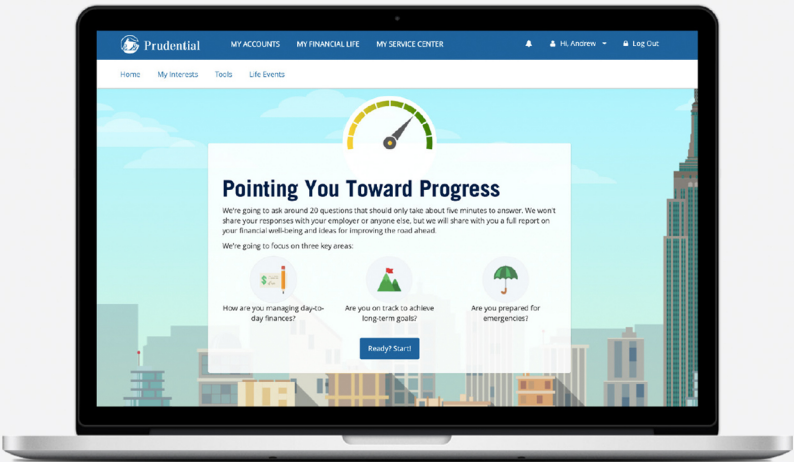 Prudential MY ACCOUNTS MY FINANCIAL LIFE MY SERVICE CENTER Hi, Andrew Log Out
Home My Interests Tools Life Events
Pointing You Toward Progress
We're going to ask around 20 questions that should only take about five minutes to answer. We won't
share your responses with your employer or anyone else, but we will share with you a full report on
your financial well-being and ideas for improving the road ahead.
We're going to focus on three key areas:
How are you managing day-to-
day finances?
Are you on track to achieve
long-term goals?
Are you prepared for
emergencies?
Ready? Start!